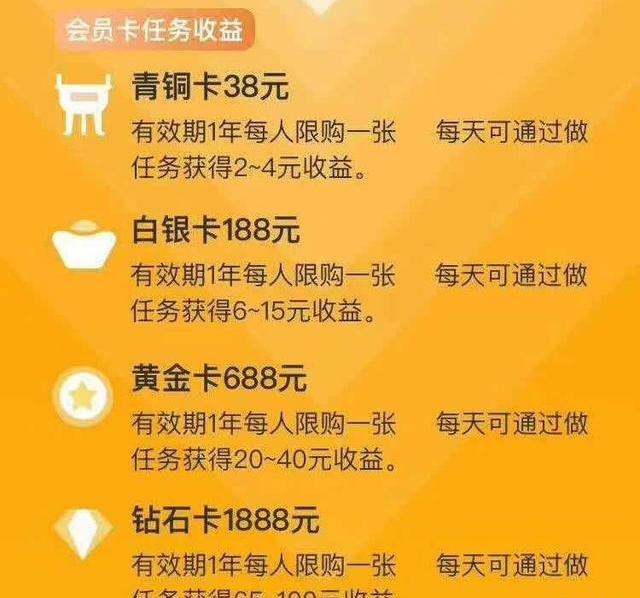 会员卡任务收益
青铜卡38元
有效期1年每人限购一张 每天可通过做
任务获得2~4元收益。
白银卡188元
有效期1年每人限购一张 每天可通过做
任务获得6~15元收益。
黄金卡688元
有效期1年每人限购一张 每天可通过做
任务获得20~40元收益。
钻石卡1888元
有效期1年每人限购一张 每天可通过做